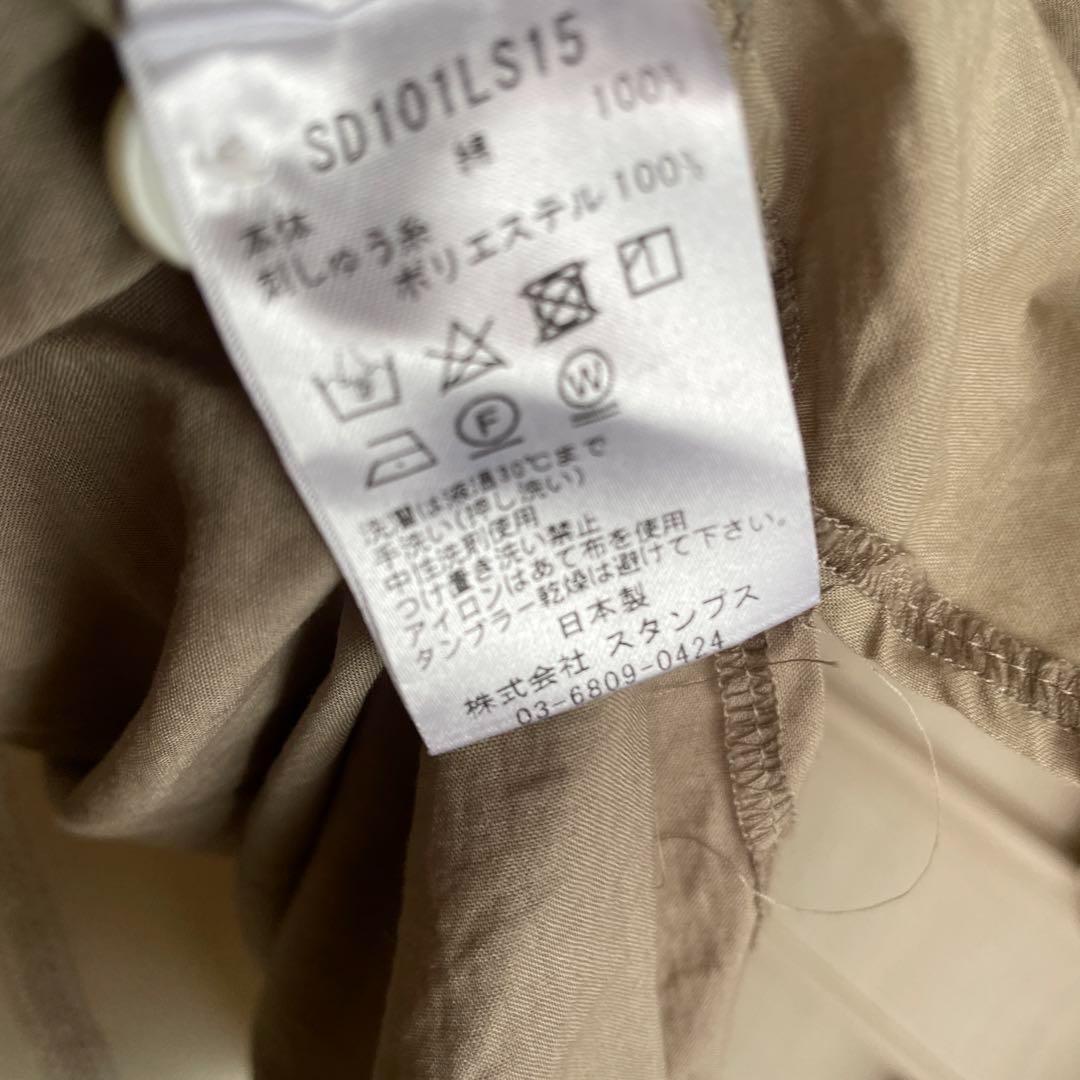 SD101LS15
本体 綿 100%
刺しゅう糸
ポリエステル100%
F W
洗濯は液温30℃まで
手洗い(押し洗い)
中性洗剤使用
つけ置き洗い禁止
アイロンはあて布を使用
タンブラー乾燥は避けて下さい。
日本製
株式会社 スタンプス
03-6809-0424